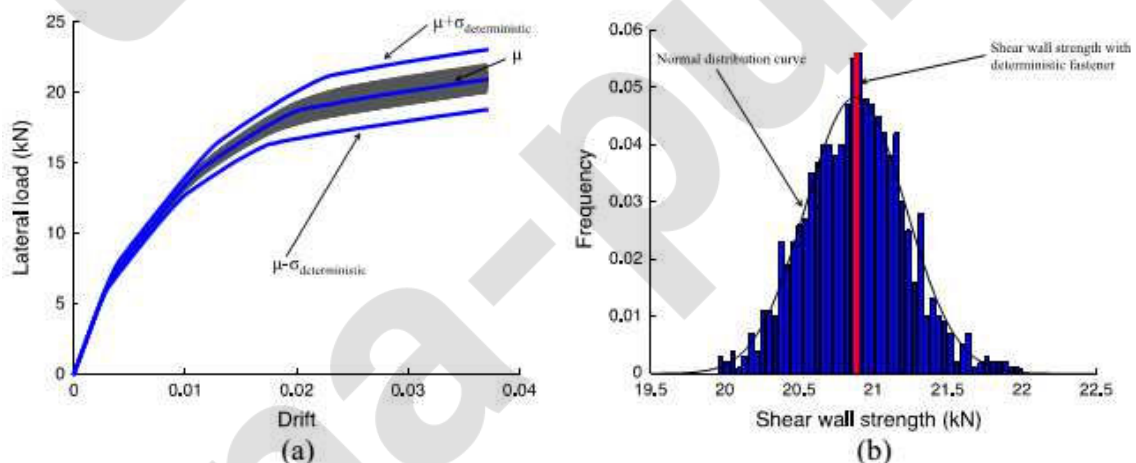 25
20
15
10
5
0
0
0.01
0.02
0.03
0.04
Lateral load (kN)
Drift
μ+σdeterministic
μ
μ-σdeterministic
(a)
0.06
0.05
0.04
0.03
0.02
0.01
0
19.5
20
20.5
21
21.5
22
22.5
Frequency
Shear wall strength (kN)
Normal distribution curve
Shear wall strength with
deterministic fastener
(b)